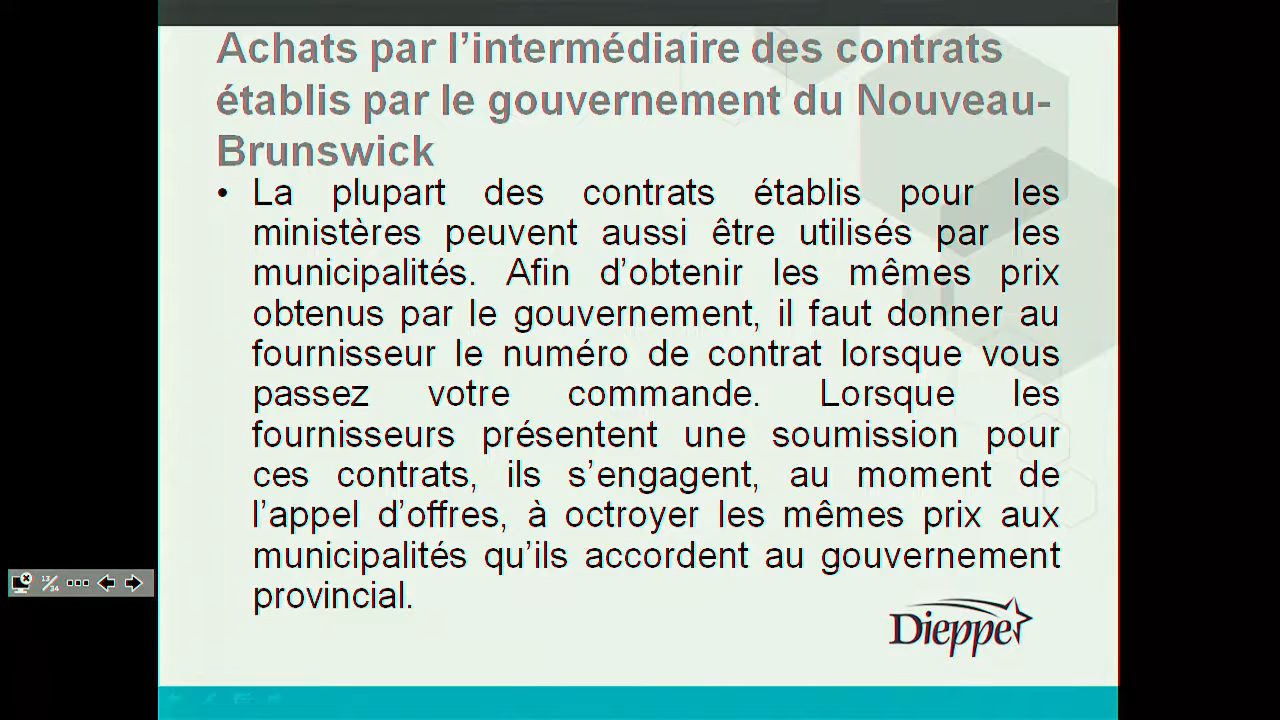 Achats par l’intermédiaire des contrats
établis par le gouvernement du Nouveau-
Brunswick
• La plupart des contrats établis pour les
ministères peuvent aussi être utilisés par les
municipalités. Afin d’obtenir les mêmes prix
obtenus par le gouvernement, il faut donner au
fournisseur le numéro de contrat lorsque vous
passez votre commande. Lorsque les
fournisseurs présentent une soumission pour
ces contrats, ils s’engagent, au moment de
l’appel d’offres, à octroyer les mêmes prix aux
municipalités qu’ils accordent au gouvernement
provincial.
13/34
Dieppe